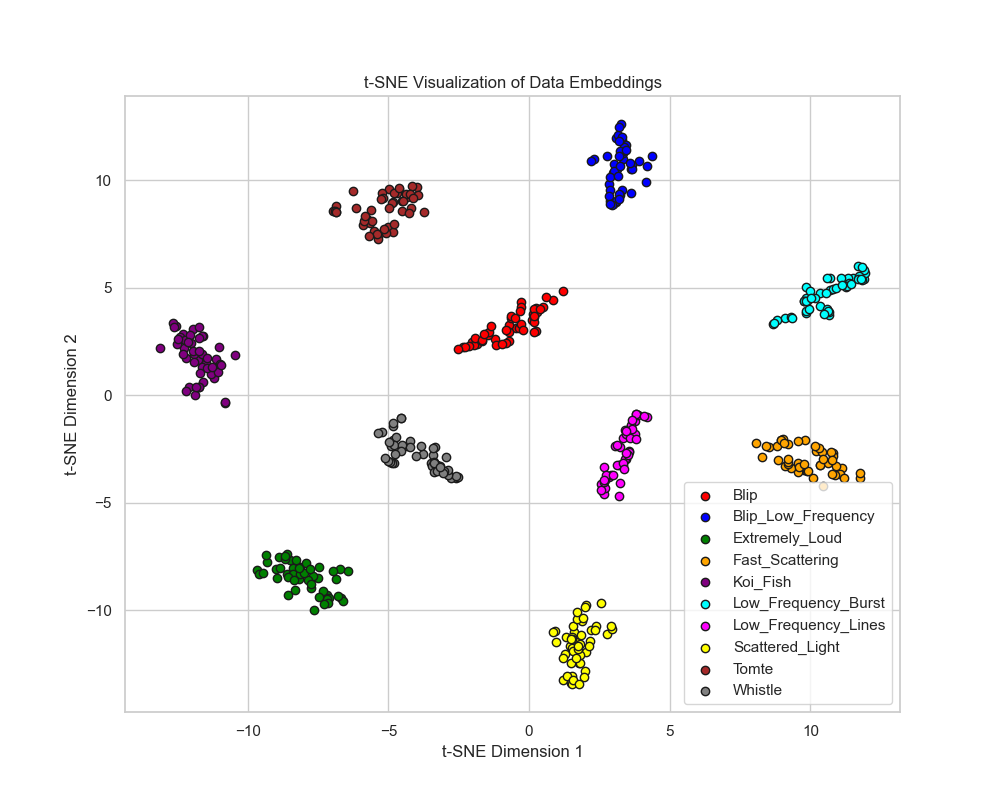 t-SNE Visualization of Data Embeddings
t-SNE Dimension 2
10
5
0
−5
−10
−10
−5
0
5
10
t-SNE Dimension 1
Blip
Blip_Low_Frequency
Extremely_Loud
Fast_Scattering
Koi_Fish
Low_Frequency_Burst
Low_Frequency_Lines
Scattered_Light
Tomte
Whistle